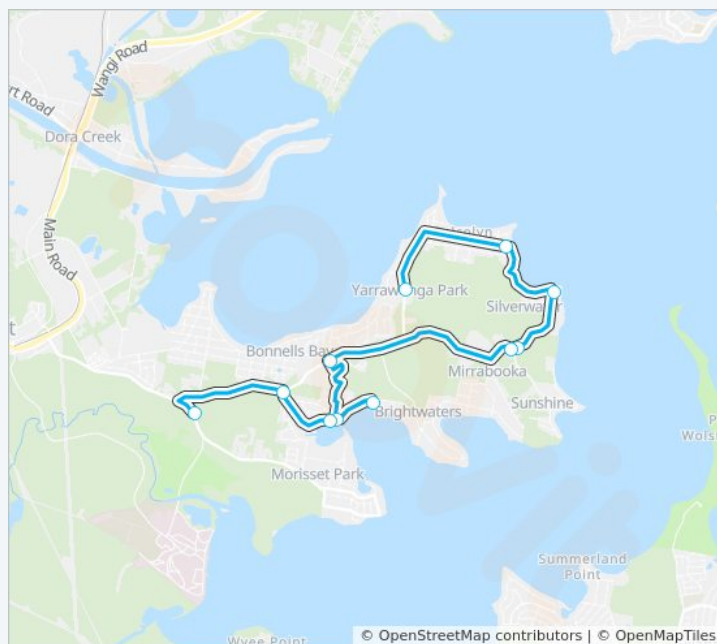 Wangi Road
rt Road
Dora Creek
Main Road
Yarrawonga Park
Silverwater
Bonnells Bay
Mirrabooka
Brightwaters
Sunshine
Morisset Park
Summerland
Point
Wyee Point
© OpenStreetMap contributors | © OpenMapTiles